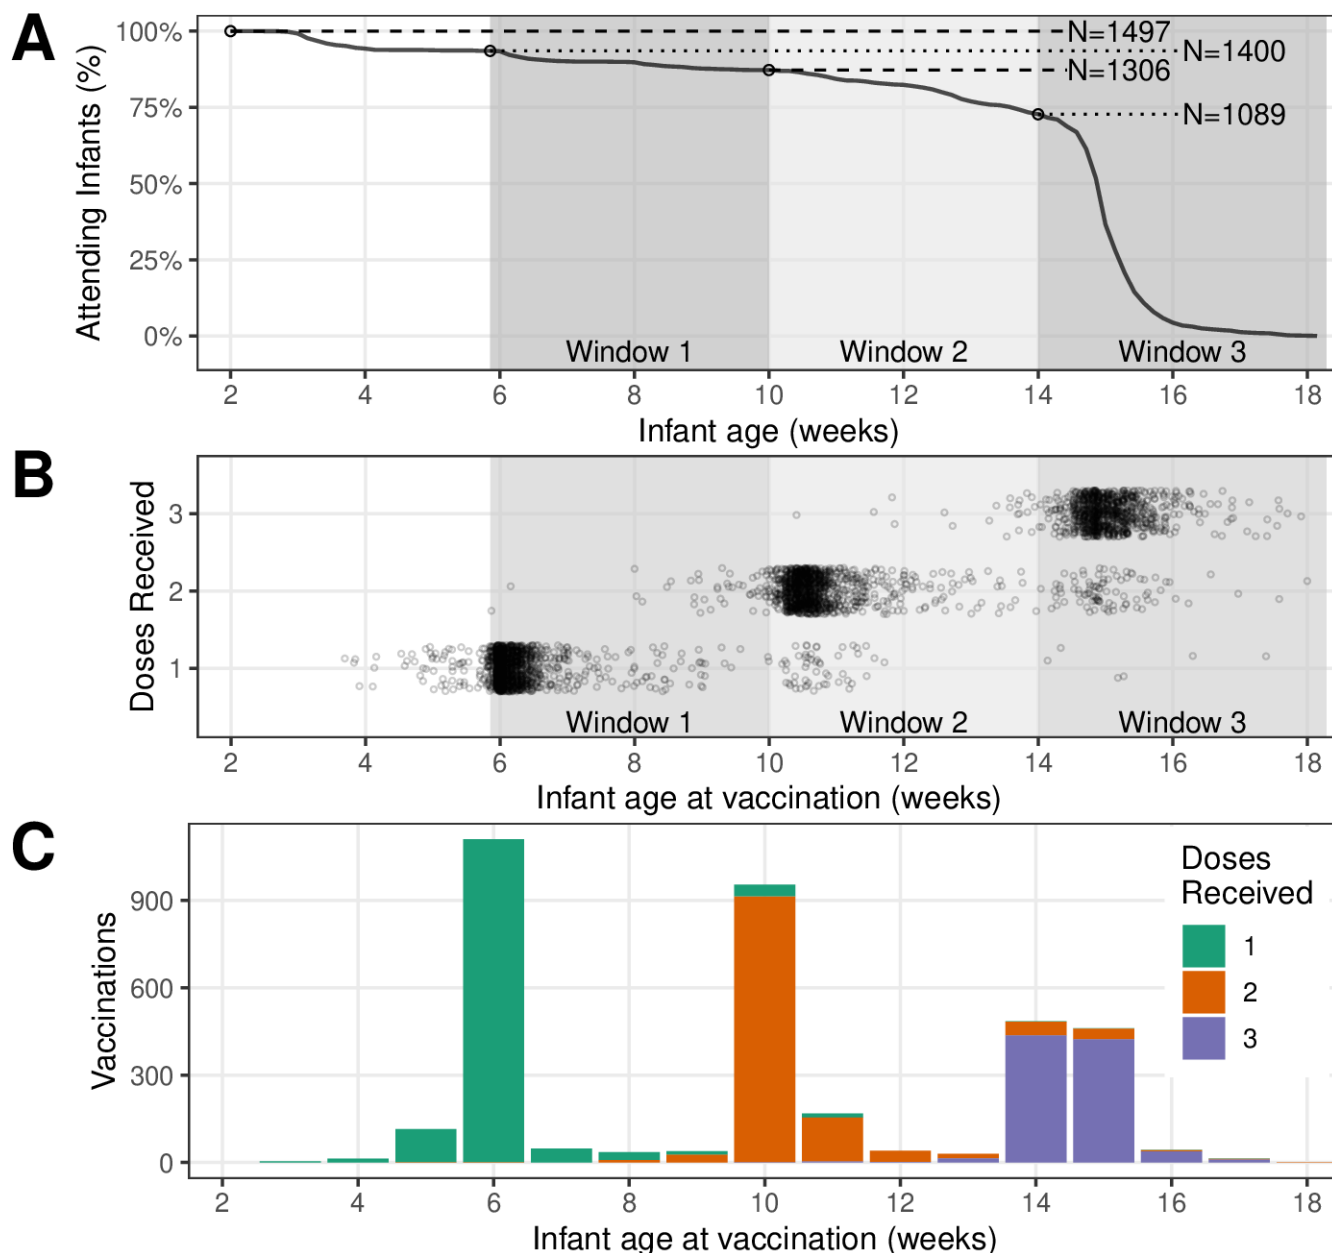 A
Attending Infants (%)
100%
75%
50%
25%
0%
N=1497
N=1400
N=1306
N=1089
Window 1
Window 2
Window 3
2 4 6 8 10 12 14 16 18
Infant age (weeks)
B
Doses Received
3
2
1
Window 1
Window 2
Window 3
2 4 6 8 10 12 14 16 18
Infant age at vaccination (weeks)
C
Vaccinations
900
600
300
0
Doses
Received
1
2
3
2 4 6 8 10 12 14 16 18
Infant age at vaccination (weeks)